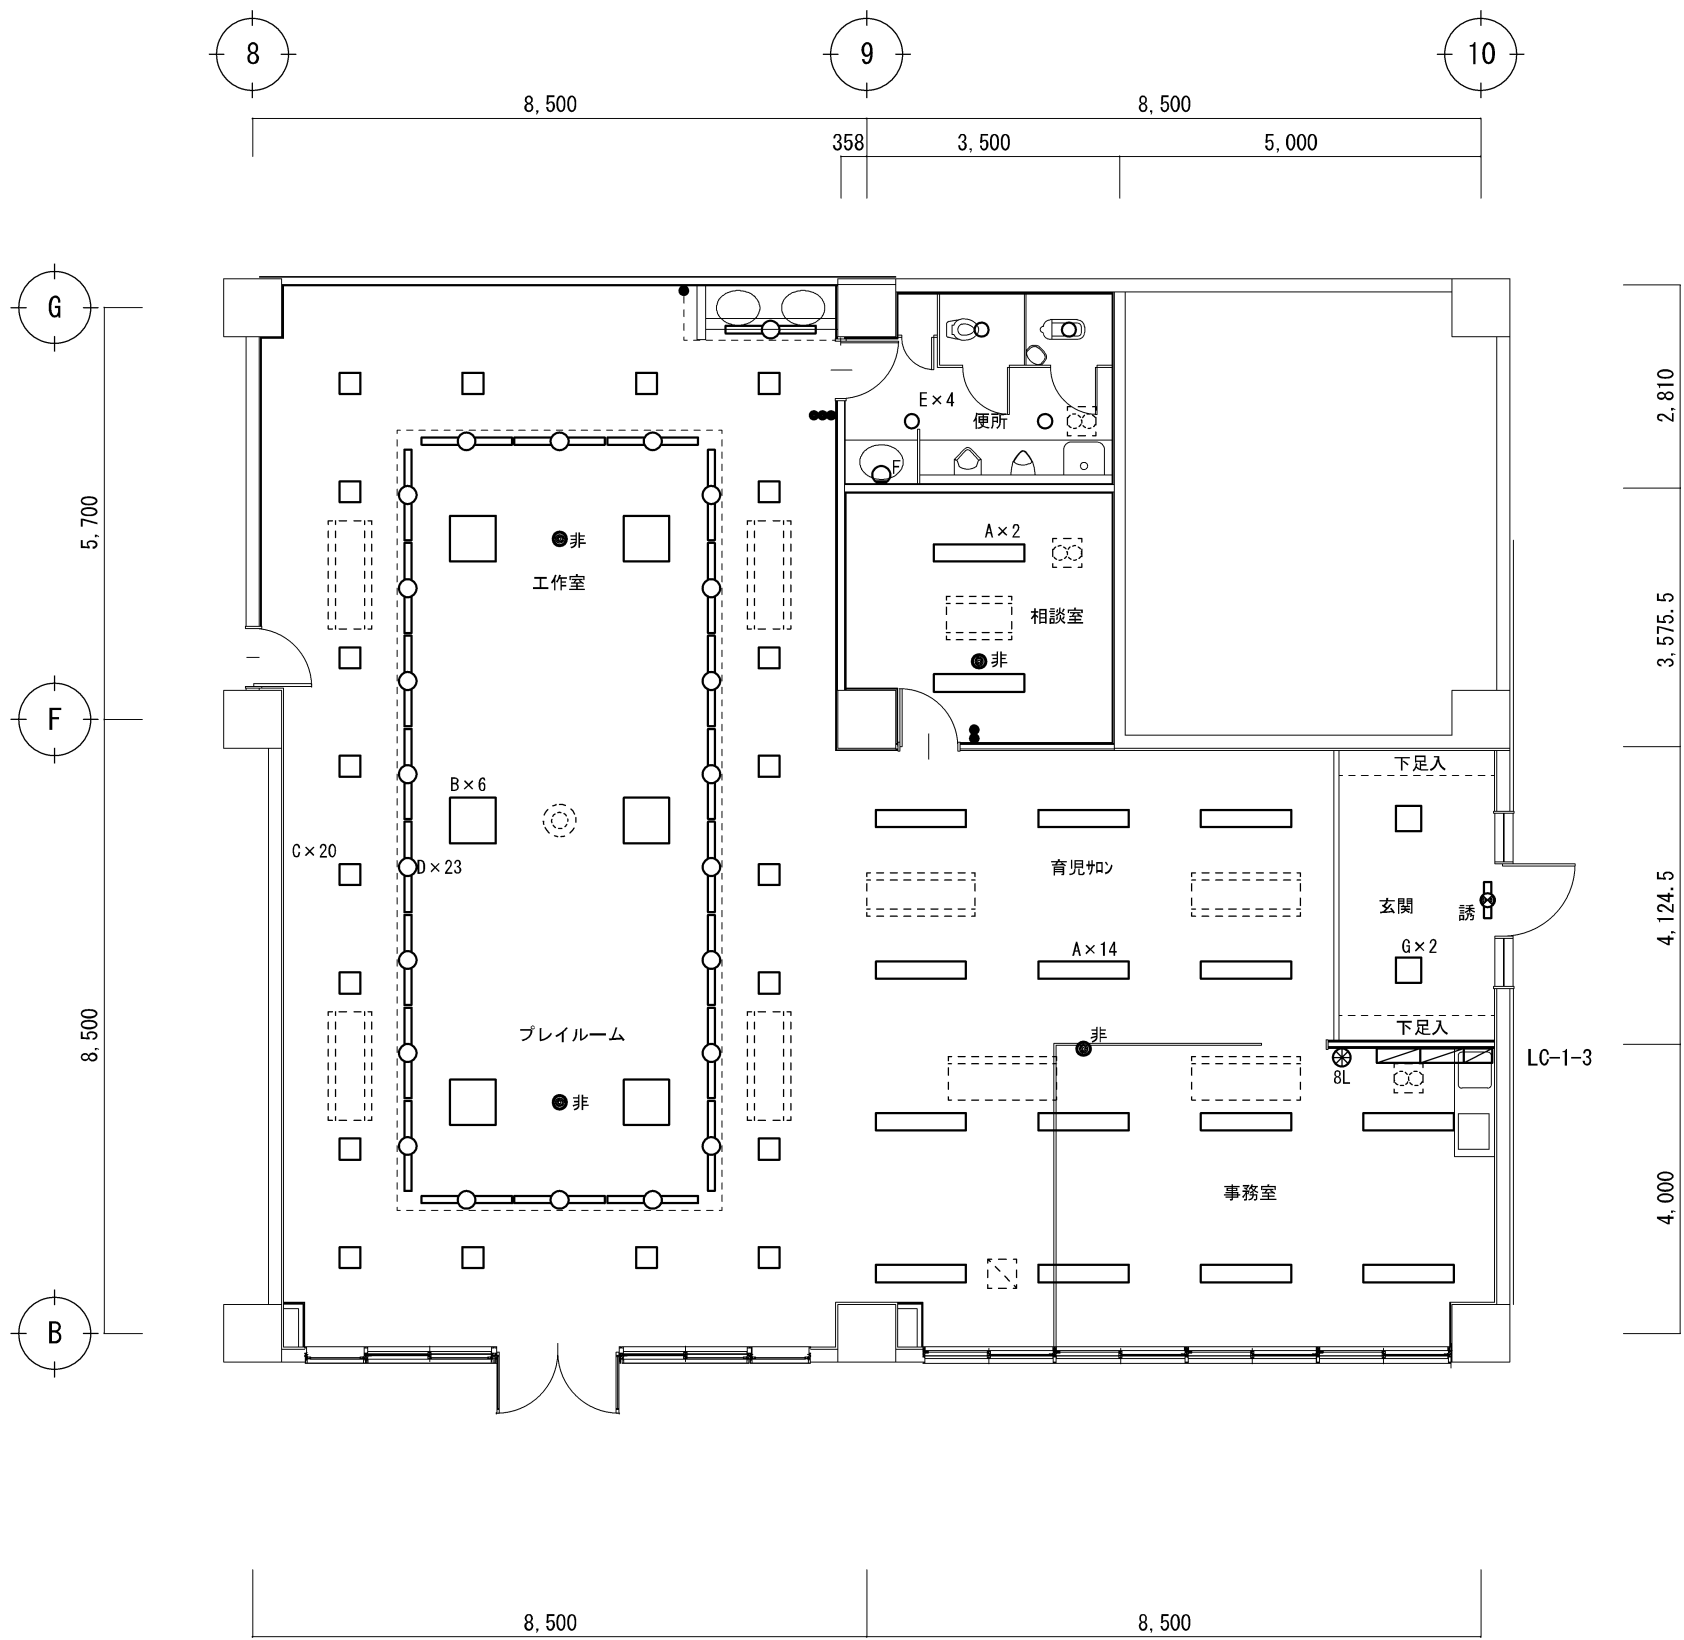 8
9
10
8,500
8,500
358
3,500
5,000
G
2,810
E×4
便所
F
5,700
A×2
非
工作室
3,575.5
相談室
非
F
下足入
B×6
C×20
D×23
育児ｻﾛﾝ
玄関
誘
4,124.5
A×14
G×2
8,500
プレイルーム
非
下足入
LC-1-3
8L
非
事務室
4,000
B
8,500
8,500